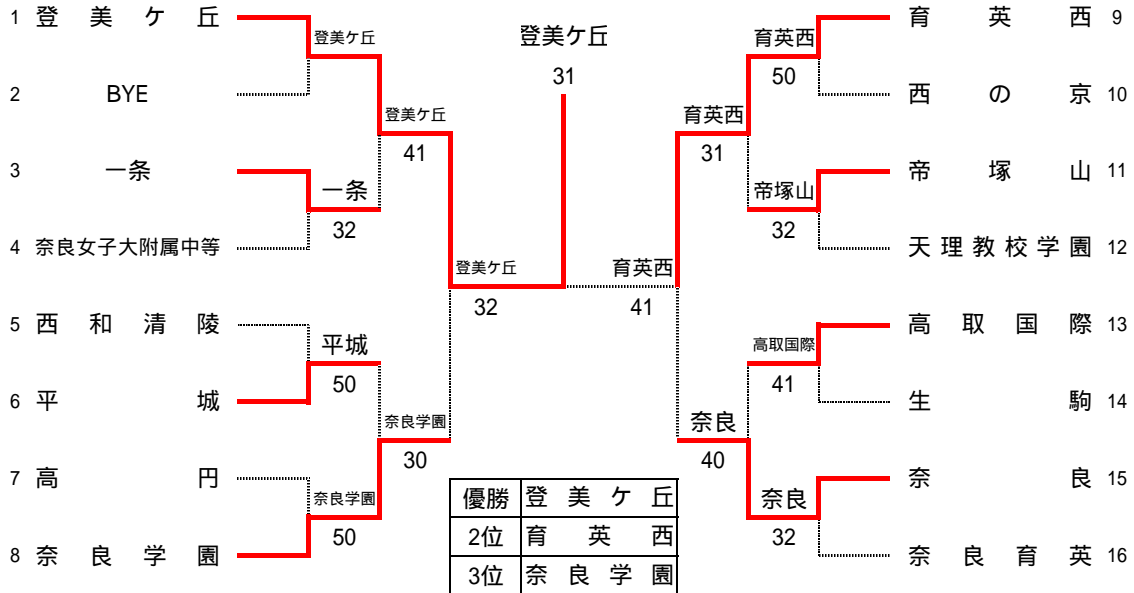 1 登美ケ丘
2 BYE
3 一条
4 奈良女子大附属中等
5 西和清陵
6 平城
7 高円
8 奈良学園
登美ケ丘
一条
32
平城
50
奈良学園
50
登美ケ丘
41
奈良学園
30
登美ケ丘
32
登美ケ丘
31
育英西
41
育英西
31
奈良
40
育英西
50
帝塚山
32
高取国際
41
奈良
32
育英西 9
西の京 10
帝塚山 11
天理教校学園 12
高取国際 13
生駒 14
奈良 15
奈良育英 16
優勝 登美ケ丘
2位 育英西
3位 奈良学園